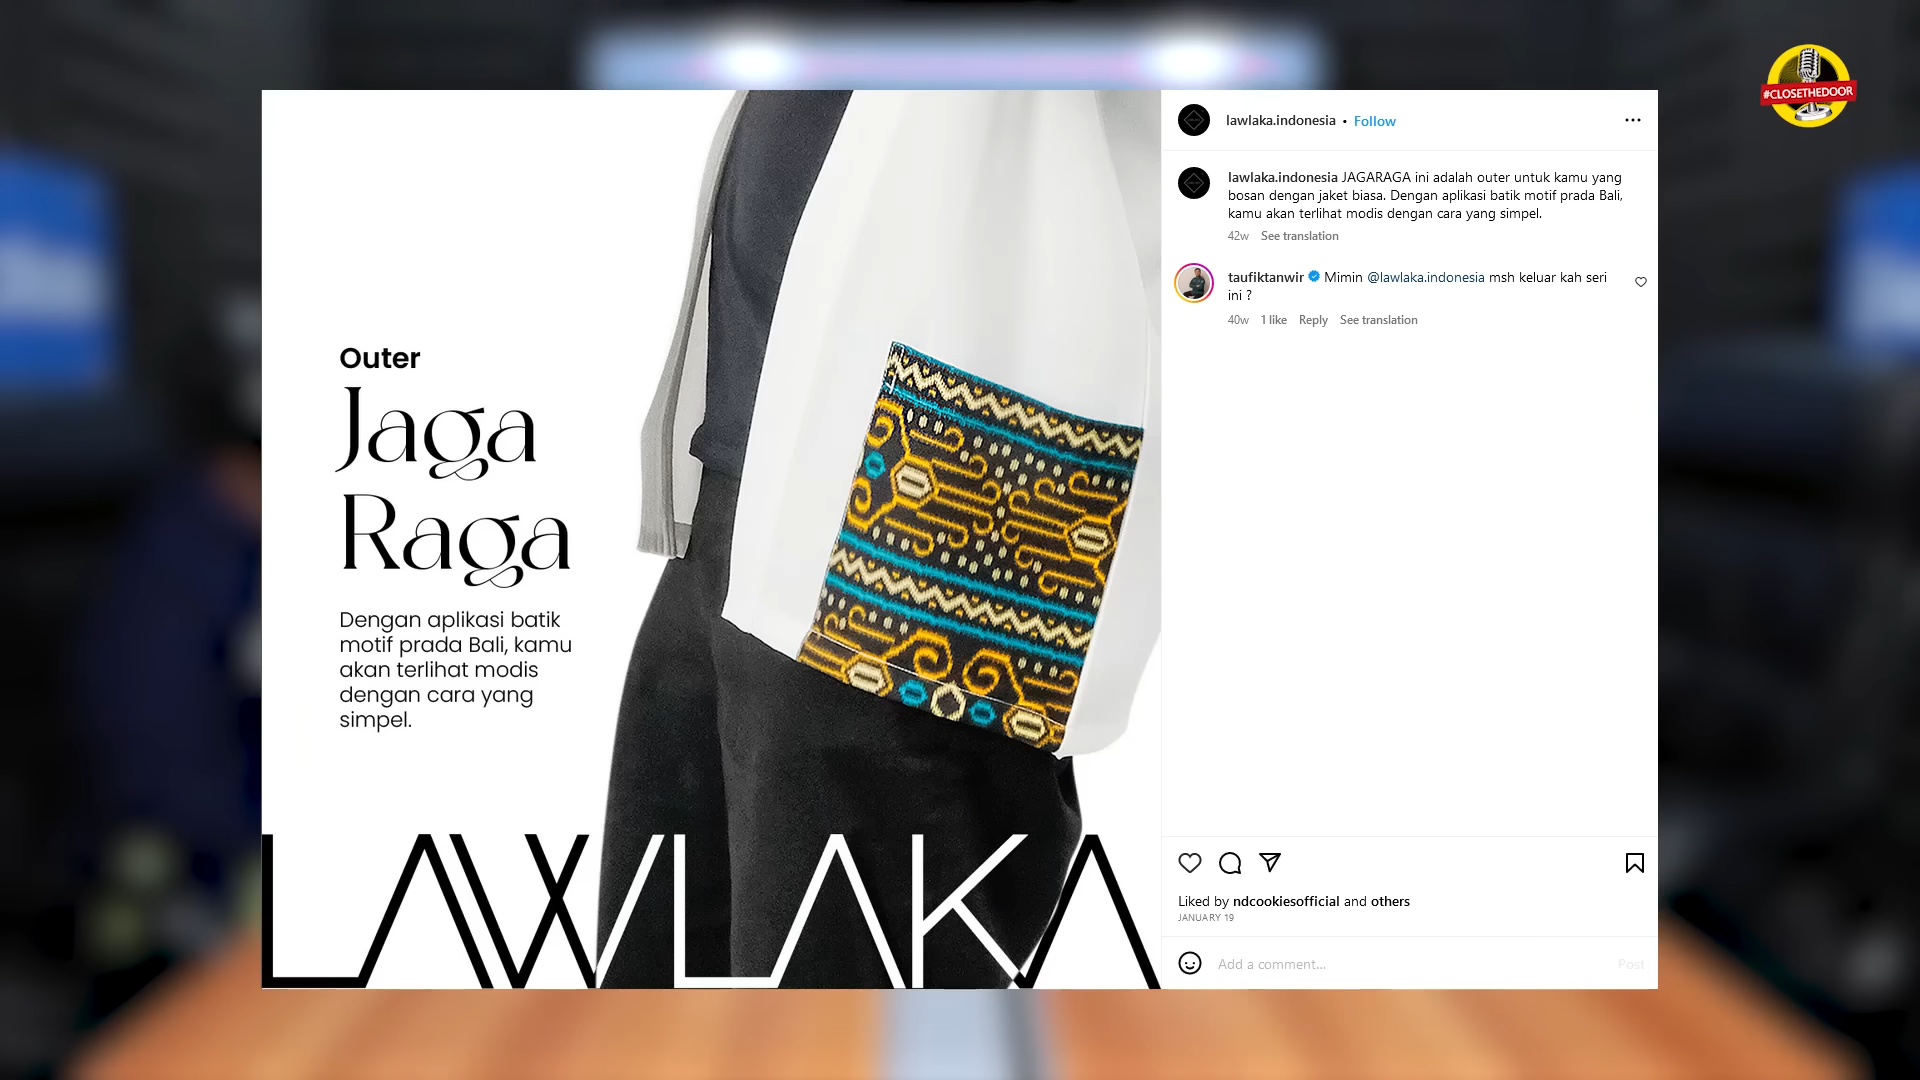 #CLOSETHEDOOR
Outer
Jaga
Raga
Dengan aplikasi batik
motif prada Bali, kamu
akan terlihat modis
dengan cara yang
simpel.
LAWLAKA
lawlaka.indonesia • Follow
lawlaka.indonesia JAGARAGA ini adalah outer untuk kamu yang
bosan dengan jaket biasa. Dengan aplikasi batik motif prada Bali,
kamu akan terlihat modis dengan cara yang simpel.
42w See translation
taufiktanwir Mimin @lawlaka.indonesia msh keluar kah seri
ini ?
40w 1 like Reply See translation
Liked by ndcookiesofficial and others
JANUARY 19
Add a comment... Post